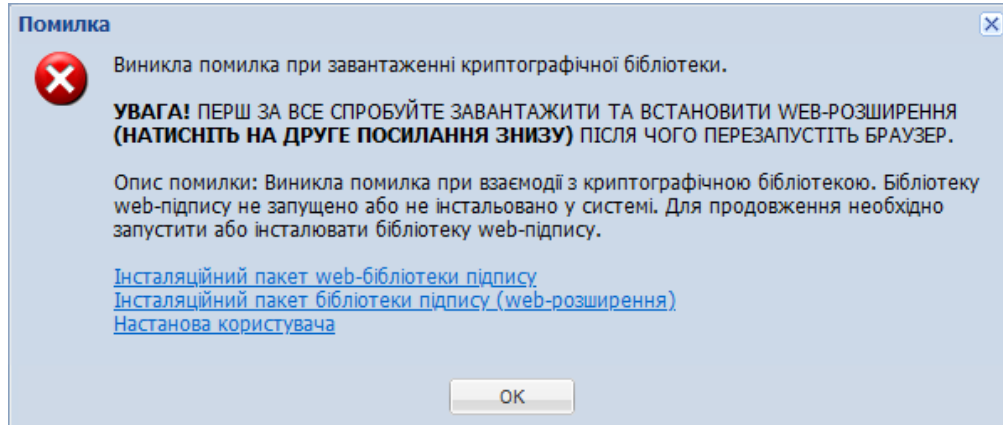 Помилка
Виникла помилка при завантаженні криптографічної бібліотеки.
УВАГА! ПЕРШ ЗА ВСЕ СПРОБУЙТЕ ЗАВАНТАЖИТИ ТА ВСТАНОВИТИ WEB-РОЗШИРЕННЯ
(НАТИСНІТЬ НА ДРУГЕ ПОСИЛАННЯ ЗНИЗУ) ПІСЛЯ ЧОГО ПЕРЕЗАПУСТІТЬ БРАУЗЕР.
Опис помилки: Виникла помилка при взаємодії з криптографічною бібліотекою. Бібліотеку
web-підпису не запущено або не інстальовано у системі. Для продовження необхідно
запустити або інсталювати бібліотеку web-підпису.
Інсталяційний пакет web-бібліотеки підпису
Інсталяційний пакет бібліотеки підпису (web-розширення)
Настанова користувача
OK